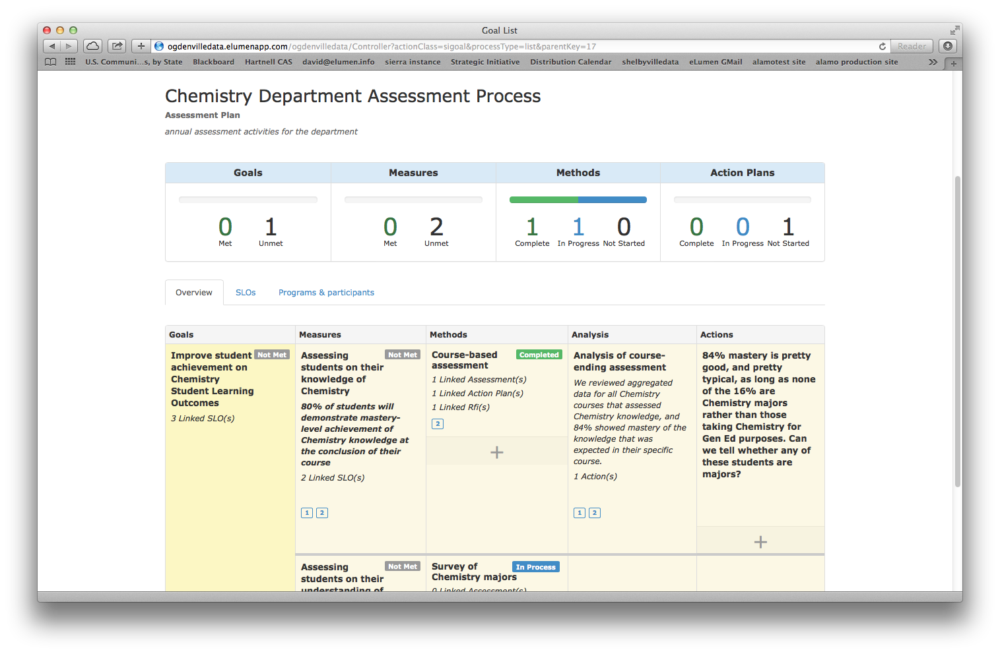 Goal List
ogdenvilledata.elumenapp.com/ogdenvilledata/Controller?actionClass=sigoal&processType=list&parentKey=17
Reader
U.S. Communi...s, by State Blackboard Hartnell CAS david@elumen.info sierra instance Strategic Initiative Distribution Calendar shelbyvilledata eLumen GMail alamotest site alamo production site
Chemistry Department Assessment Process
Assessment Plan
annual assessment activities for the department
Goals Measures Methods Action Plans
0 1 0 2 1 1 0 0 0 1
Met Unmet Met Unmet Complete In Progress Not Started Complete In Progress Not Started
Overview SLOs Programs & participants
Goals Measures Methods Analysis Actions
Improve student
achievement on
Chemistry
Student Learning
Outcomes
Not Met
3 Linked SLO(s)
Assessing
students on their
knowledge of
Chemistry
Not Met
80% of students will
demonstrate mastery-
level achievement of
Chemistry knowledge at
the conclusion of their
course
2 Linked SLO(s)
1 2
Course-based
assessment
Completed
1 Linked Assessment(s)
1 Linked Action Plan(s)
1 Linked Rfi(s)
2
+
Analysis of course-
ending assessment
We reviewed aggregated
data for all Chemistry
courses that assessed
Chemistry knowledge, and
84% showed mastery of the
knowledge that was
expected in their specific
course.
1 Action(s)
1 2
84% mastery is pretty
good, and pretty
typical, as long as none
of the 16% are
Chemistry majors
rather than those
taking Chemistry for
Gen Ed purposes. Can
we tell whether any of
these students are
majors?
+
Assessing
students on their
understanding of
Not Met
Survey of
Chemistry majors
In Process
0 Linked Assessment(s)